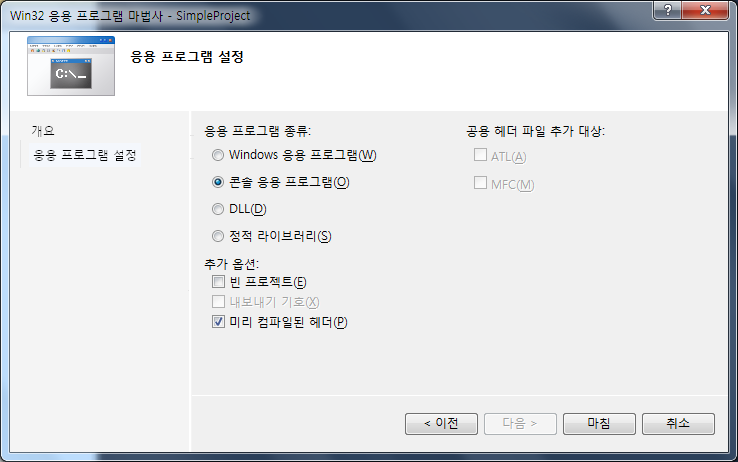 Win32 응용 프로그램 마법사 - SimpleProject
C:\_
응용 프로그램 설정
개요
응용 프로그램 설정
응용 프로그램 종류:
Windows 응용 프로그램(W)
콘솔 응용 프로그램(O)
DLL(D)
정적 라이브러리(S)
추가 옵션:
빈 프로젝트(E)
내보내기 기호(X)
미리 컴파일된 헤더(P)
공용 헤더 파일 추가 대상:
ATL(A)
MFC(M)
< 이전
다음 >
마침
취소